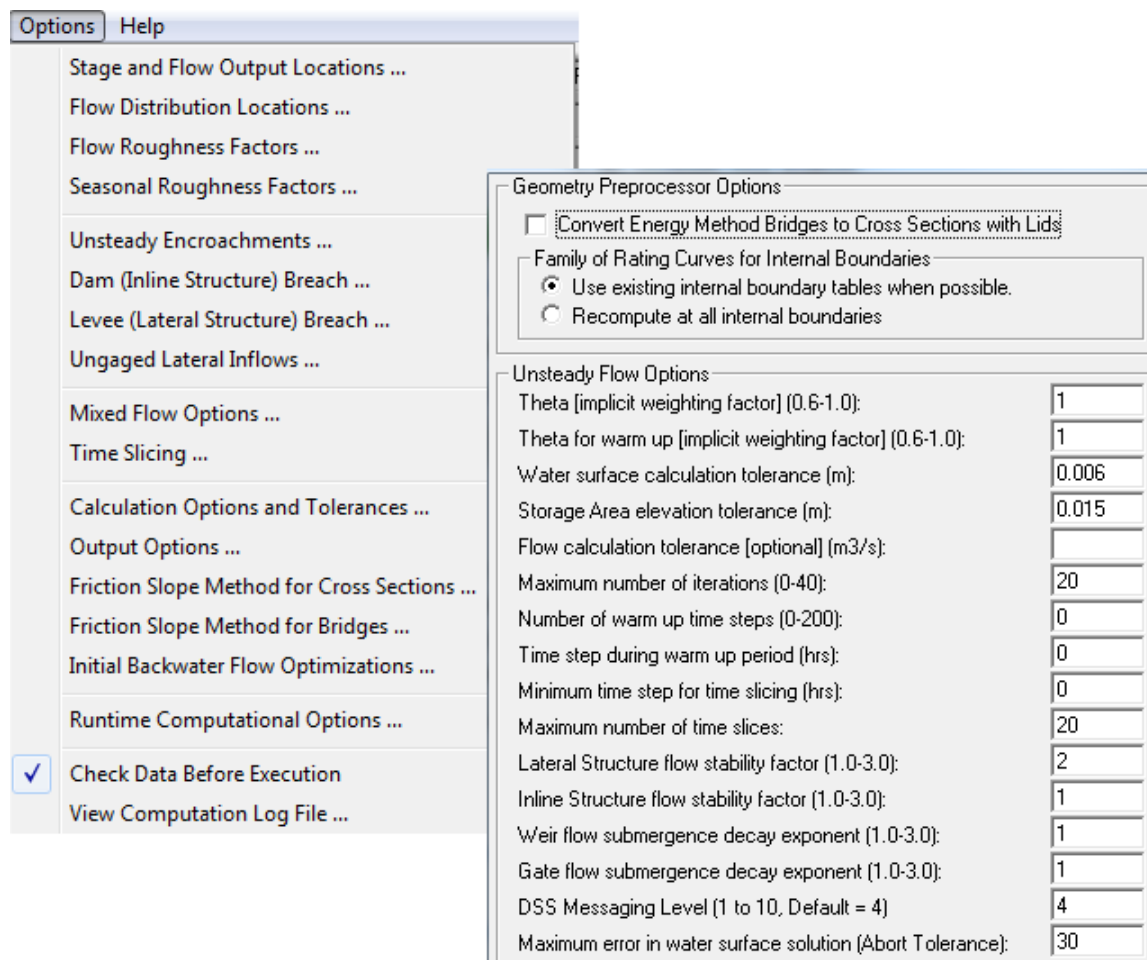 Options Help
Stage and Flow Output Locations ...
Flow Distribution Locations ...
Flow Roughness Factors ...
Seasonal Roughness Factors ...
Unsteady Encroachments ...
Dam (Inline Structure) Breach ...
Levee (Lateral Structure) Breach ...
Ungaged Lateral Inflows ...
Mixed Flow Options ...
Time Slicing ...
Calculation Options and Tolerances ...
Output Options ...
Friction Slope Method for Cross Sections ...
Friction Slope Method for Bridges ...
Initial Backwater Flow Optimizations ...
Runtime Computational Options ...
Check Data Before Execution
View Computation Log File ...
Geometry Preprocessor Options
Convert Energy Method Bridges to Cross Sections with Lids
Family of Rating Curves for Internal Boundaries
Use existing internal boundary tables when possible.
Recompute at all internal boundaries
Unsteady Flow Options
Theta [implicit weighting factor] (0.6-1.0): 1
Theta for warm up [implicit weighting factor] (0.6-1.0): 1
Water surface calculation tolerance (m): 0.006
Storage Area elevation tolerance (m): 0.015
Flow calculation tolerance [optional] (m3/s):
Maximum number of iterations (0-40): 20
Number of warm up time steps (0-200): 0
Time step during warm up period (hrs): 0
Minimum time step for time slicing (hrs): 0
Maximum number of time slices: 20
Lateral Structure flow stability factor (1.0-3.0): 2
Inline Structure flow stability factor (1.0-3.0): 1
Weir flow submergence decay exponent (1.0-3.0): 1
Gate flow submergence decay exponent (1.0-3.0): 1
DSS Messaging Level (1 to 10, Default = 4) 4
Maximum error in water surface solution (Abort Tolerance): 30